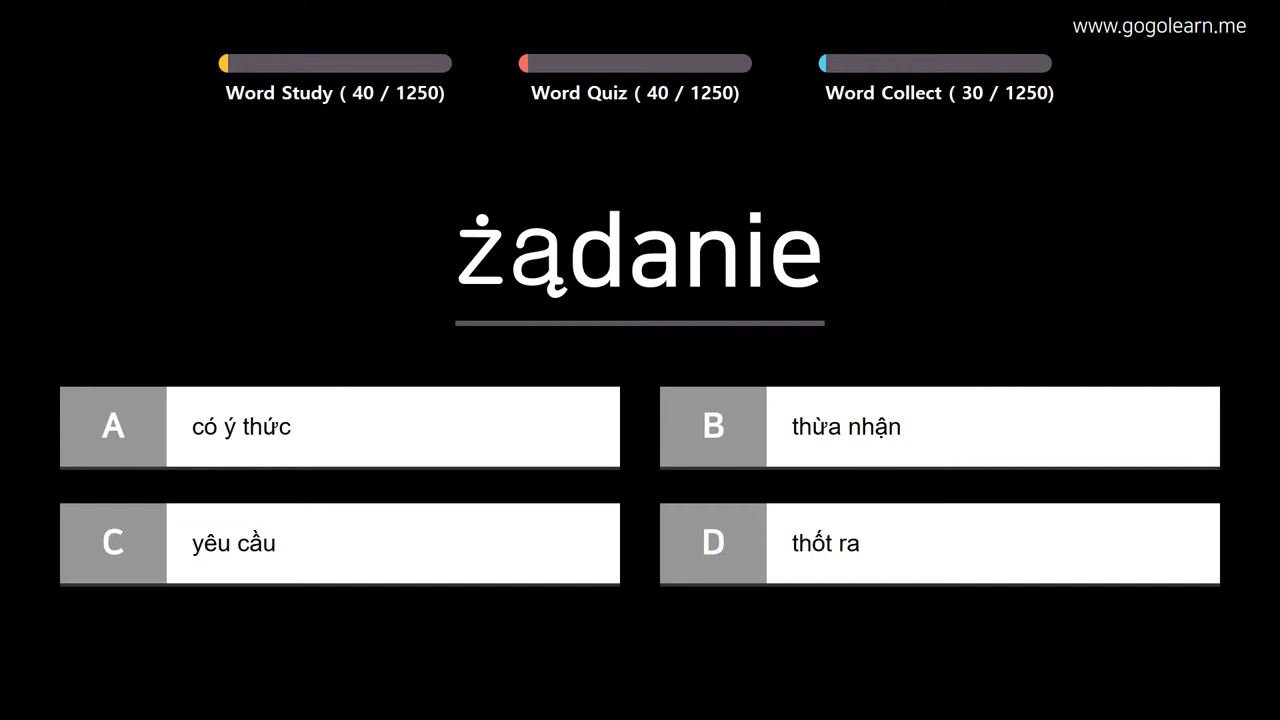 www.gogolearn.me
Word Study ( 40 / 1250)
Word Quiz ( 40 / 1250)
Word Collect ( 30 / 1250)
żądanie
A
có ý thức
B
thừa nhận
C
yêu cầu
D
thốt ra